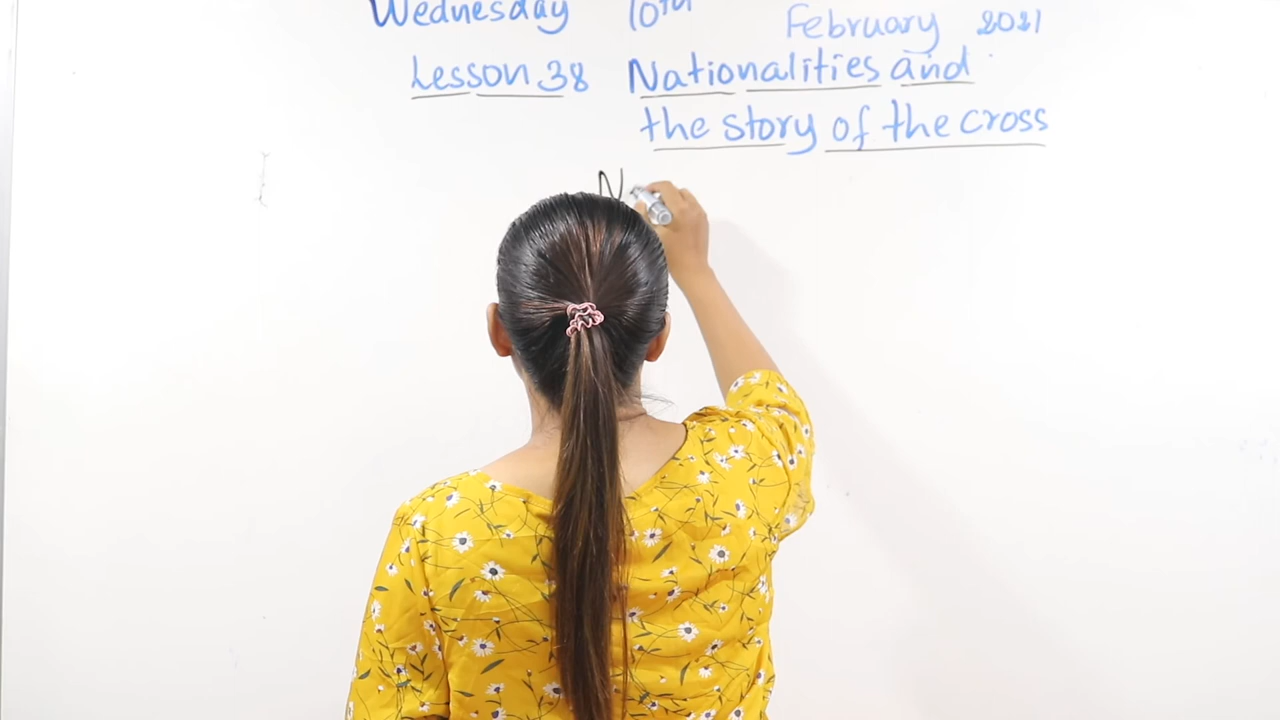 Wednesday 10th February 2021
Lesson 38 Nationalities and
the story of the cross
N